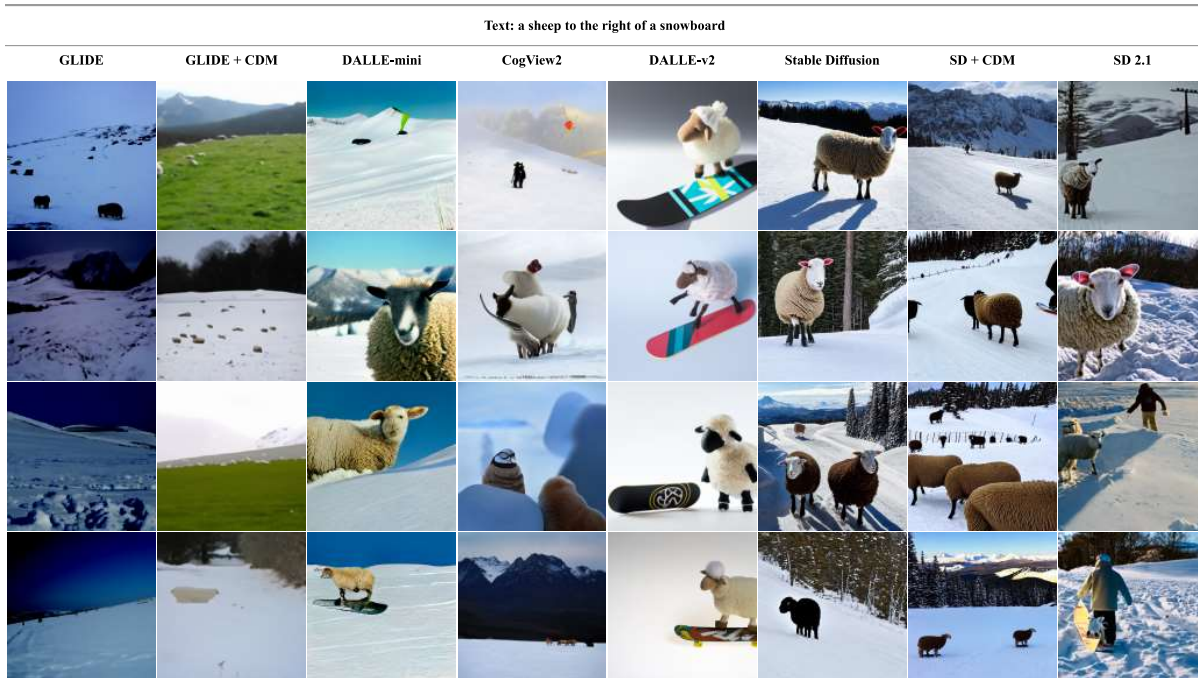 Text: a sheep to the right of a snowboard
GLIDE GLIDE + CDM DALLE-mini CogView2 DALLE-v2 Stable Diffusion SD + CDM SD 2.1